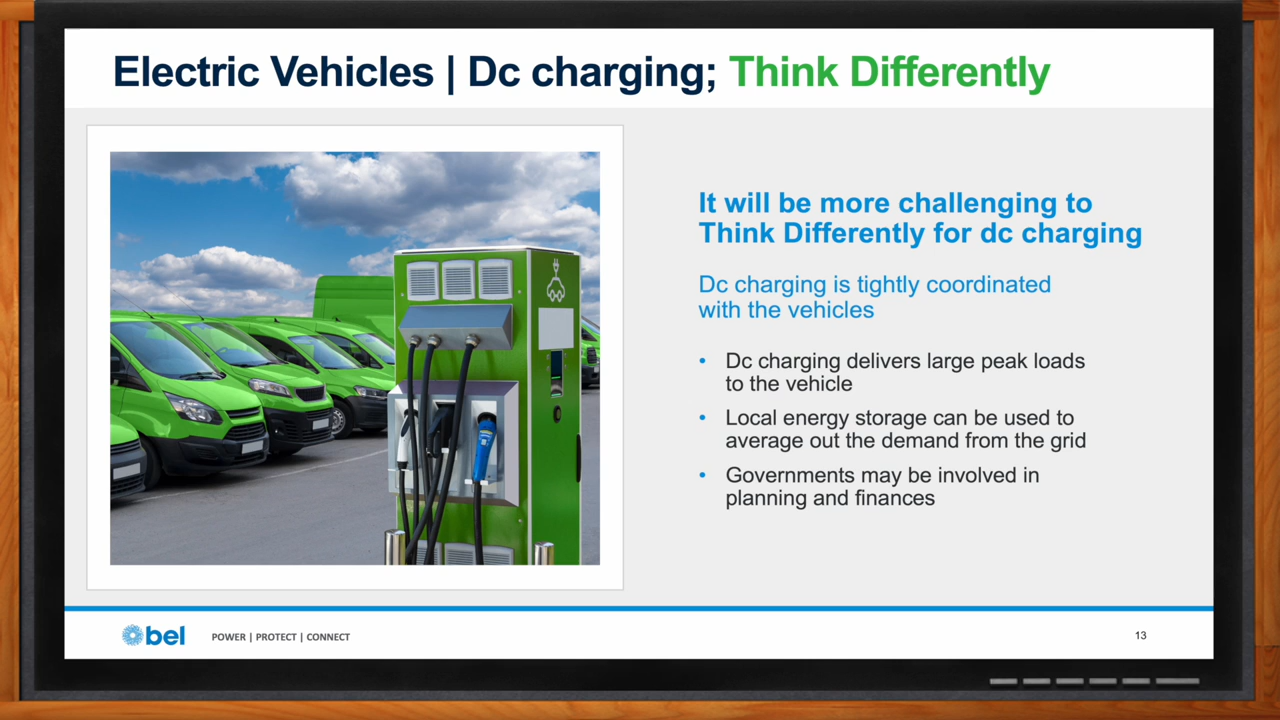 Electric Vehicles | Dc charging; Think Differently
It will be more challenging to
Think Differently for dc charging
Dc charging is tightly coordinated
with the vehicles
• Dc charging delivers large peak loads
to the vehicle
• Local energy storage can be used to
average out the demand from the grid
• Governments may be involved in
planning and finances
bel
POWER | PROTECT | CONNECT
13